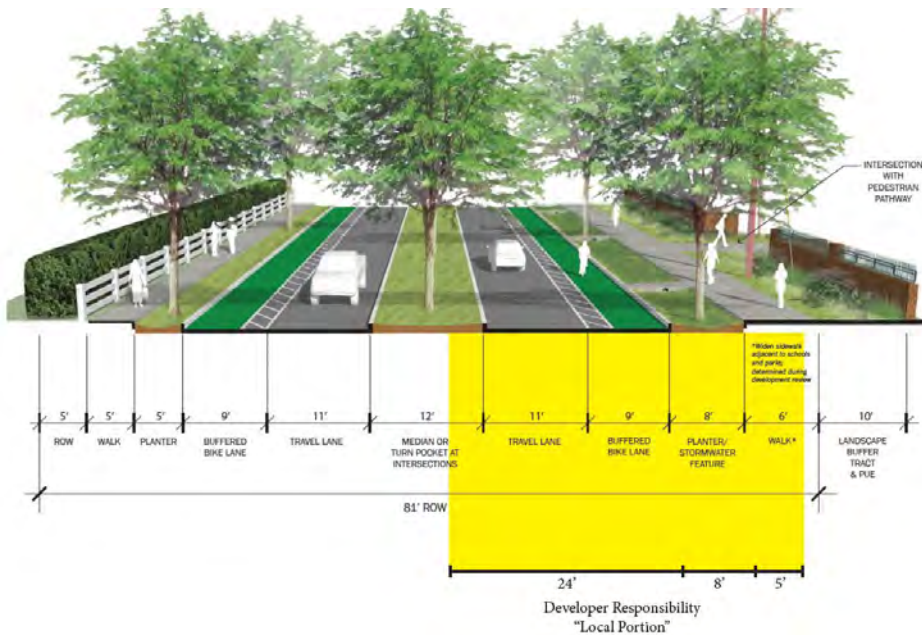 INTERSECTION
WITH
PEDESTRIAN
PATHWAY
*Widen sidewalk
adjacent to schools
and parks;
determined during
development review
5'
5'
5'
9'
11'
12'
11'
9'
8'
6'
10'
ROW
WALK
PLANTER
BUFFERED
BIKE LANE
TRAVEL LANE
MEDIAN OR
TURN POCKET AT
INTERSECTIONS
TRAVEL LANE
BUFFERED
BIKE LANE
PLANTER/
STORMWATER
FEATURE
WALK*
LANDSCAPE
BUFFER
TRACT
& PUE
81' ROW
24'
8'
5'
Developer Responsibility
"Local Portion"